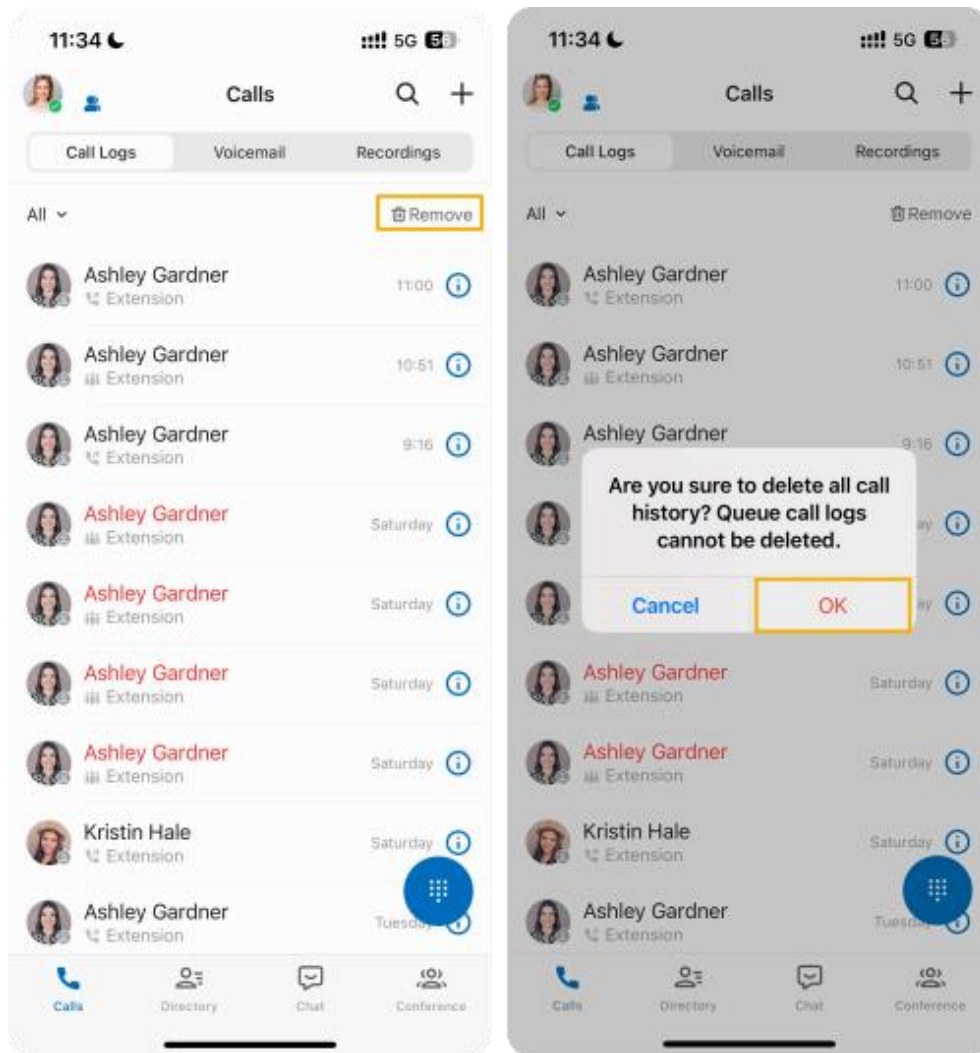 11:34
5G 56
Calls
Call Logs Voicemail Recordings
All
Remove
Ashley Gardner
11:00
Extension
Ashley Gardner
10:51
Extension
Ashley Gardner
9:16
Extension
Ashley Gardner
Saturday
Extension
Ashley Gardner
Saturday
Extension
Ashley Gardner
Saturday
Extension
Ashley Gardner
Saturday
Extension
Kristin Hale
Saturday
Extension
Ashley Gardner
Extension
Calls Directory Chat Conference
11:34
5G
Calls
Call Logs Voicemail Recordings
All
Remove
Ashley Gardner
11:00
Extension
Ashley Gardner
10:51
Extension
Ashley Gardner
9:16
Are you sure to delete all call
history? Queue call logs
cannot be deleted.
Cancel OK
Ashley Gardner
Saturday
Extension
Ashley Gardner
Saturday
Extension
Kristin Hale
Saturday
Extension
Ashley Gardner
Extension
Calls Directory Chat Conference